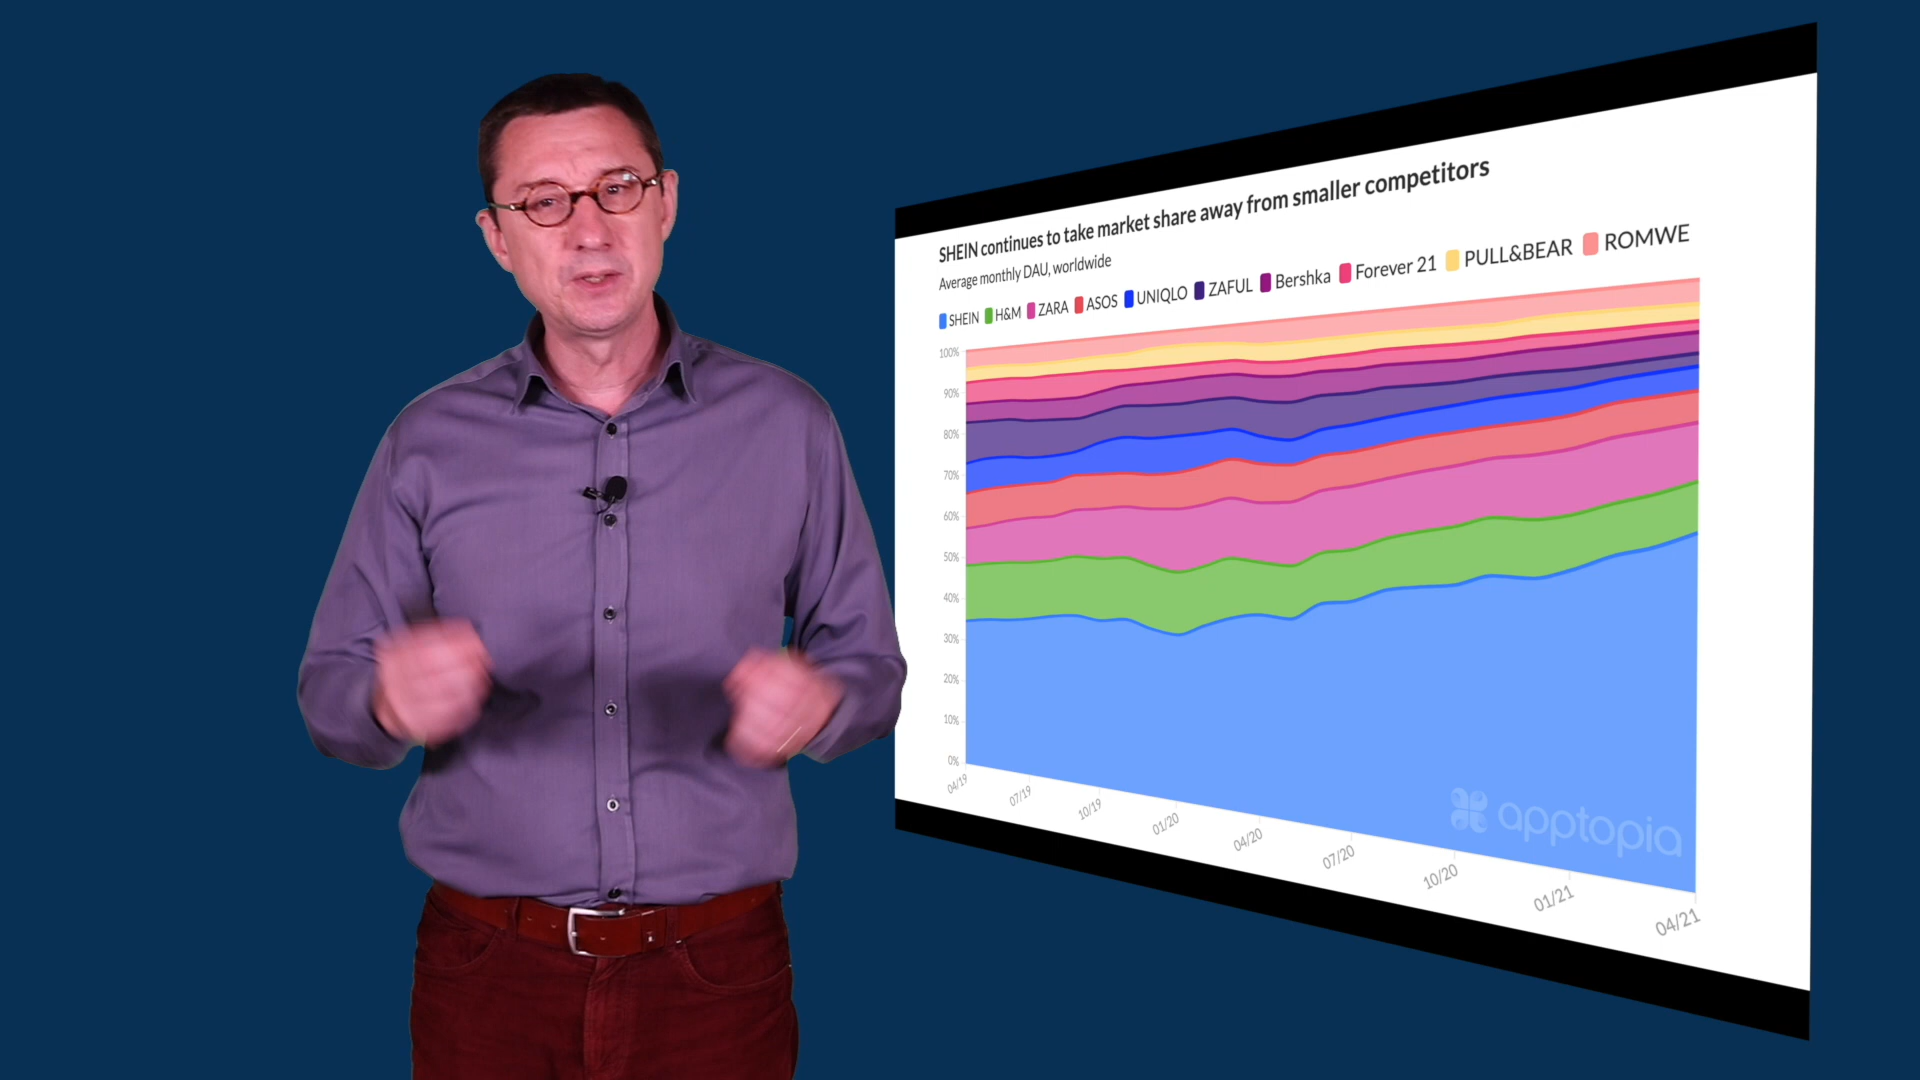 SHEIN continues to take market share away from smaller competitors
Average monthly DAU, worldwide
SHEIN H&M ZARA ASOS UNIQLO ZAFUL Bershka Forever 21 PULL&BEAR ROMWE
100%
90%
80%
70%
60%
50%
40%
30%
20%
10%
0%
04/19 07/19 10/19 01/20 04/20 07/20 10/20 01/21 04/21
apptopia